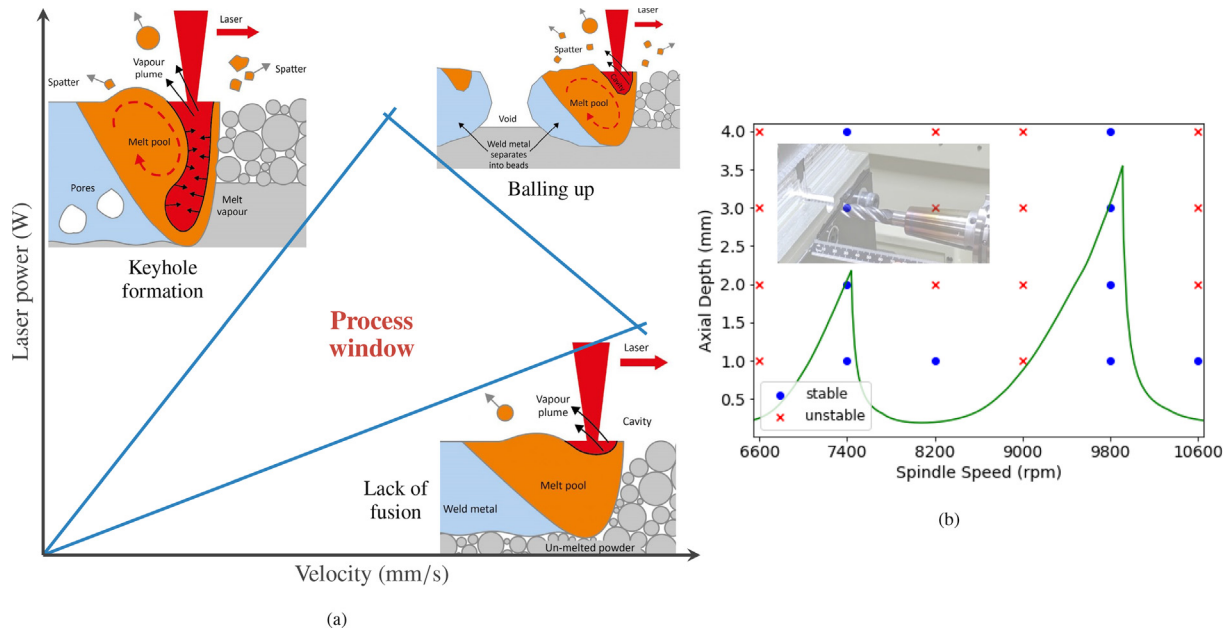 Laser power (W)
Laser
Vapour
plume
Spatter
Spatter
Melt pool
Pores
Melt
vapour
Keyhole
formation
Laser
Spatter
Cavity
Melt pool
Void
Weld metal
separates
into beads
Balling up
Process
window
Laser
Vapour
plume
Cavity
Melt pool
Weld metal
Un-melted powder
Lack of
fusion
Velocity (mm/s)
(a)
Axial Depth (mm)
4.0
3.5
3.0
2.5
2.0
1.5
1.0
0.5
stable
unstable
6600
7400
8200
9000
9800
10600
Spindle Speed (rpm)
(b)